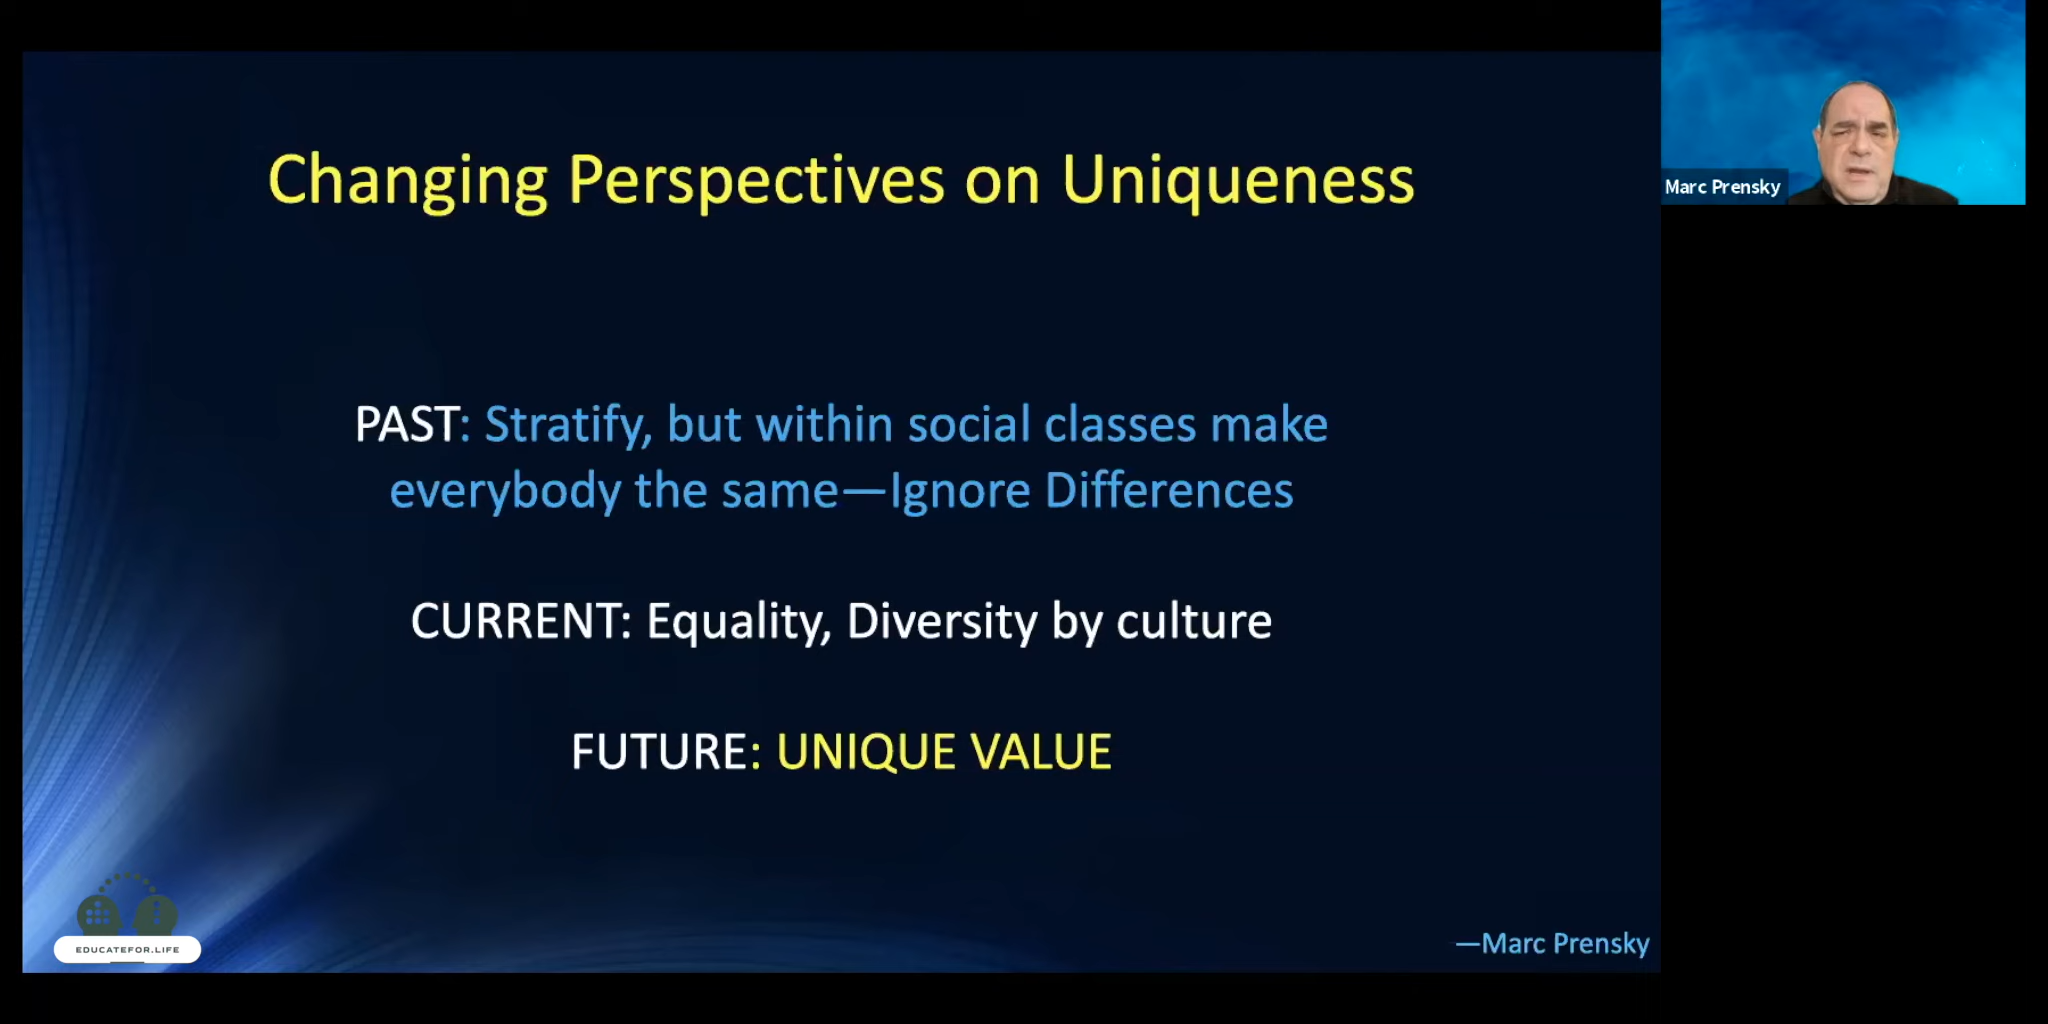 Changing Perspectives on Uniqueness
PAST: Stratify, but within social classes make
everybody the same—Ignore Differences
CURRENT: Equality, Diversity by culture
FUTURE: UNIQUE VALUE
EDUCATEFOR.LIFE
—Marc Prensky
Marc Prensky